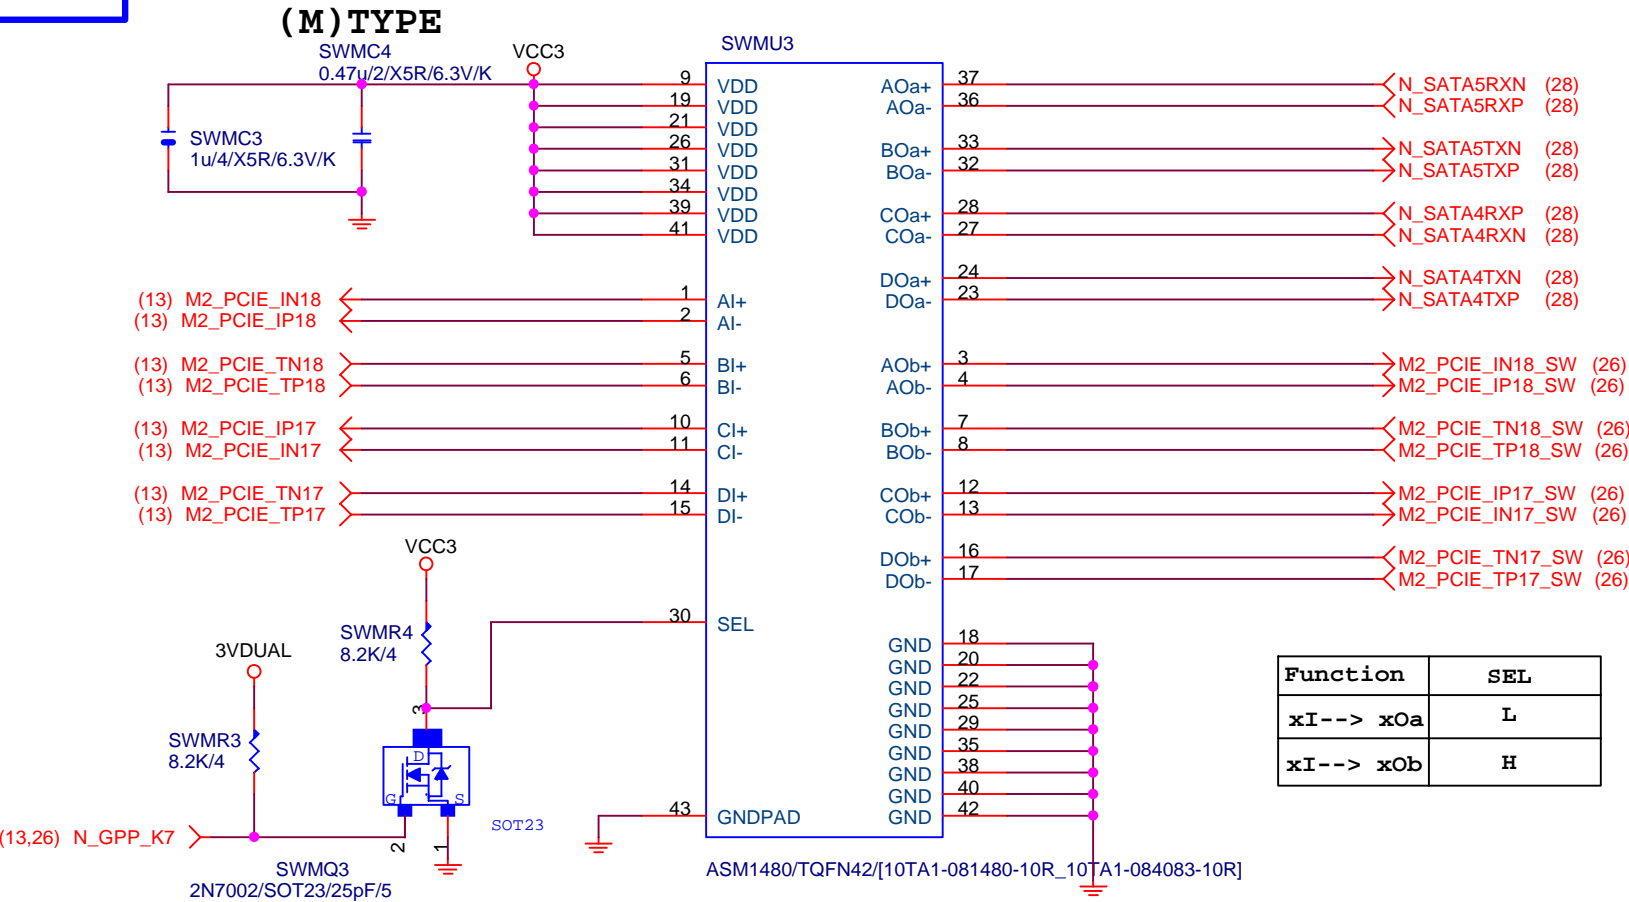 (M)TYPE
SWMC4
0.47u/2/X5R/6.3V/K
VCC3
SWMC3
1u/4/X5R/6.3V/K
SWMU3
9 VDD
19 VDD
21 VDD
26 VDD
31 VDD
34 VDD
39 VDD
41 VDD
(13) M2_PCIE_IN18 1 AI+
(13) M2_PCIE_IP18 2 AI-
(13) M2_PCIE_TN18 5 BI+
(13) M2_PCIE_TP18 6 BI-
(13) M2_PCIE_IP17 10 CI+
(13) M2_PCIE_IN17 11 CI-
(13) M2_PCIE_TN17 14 DI+
(13) M2_PCIE_TP17 15 DI-
30 SEL
43 GNDPAD
AOa+ 37 N_SATA5RXN (28)
AOa- 36 N_SATA5RXP (28)
BOa+ 33 N_SATA5TXN (28)
BOa- 32 N_SATA5TXP (28)
COa+ 28 N_SATA4RXP (28)
COa- 27 N_SATA4RXN (28)
DOa+ 24 N_SATA4TXN (28)
DOa- 23 N_SATA4TXP (28)
AOb+ 3 M2_PCIE_IN18_SW (26)
AOb- 4 M2_PCIE_IP18_SW (26)
BOb+ 7 M2_PCIE_TN18_SW (26)
BOb- 8 M2_PCIE_TP18_SW (26)
COb+ 12 M2_PCIE_IP17_SW (26)
COb- 13 M2_PCIE_IN17_SW (26)
DOb+ 16 M2_PCIE_TN17_SW (26)
DOb- 17 M2_PCIE_TP17_SW (26)
GND 18
GND 20
GND 22
GND 25
GND 29
GND 35
GND 38
GND 40
GND 42
ASM1480/TQFN42/[10TA1-081480-10R_10TA1-084083-10R]
VCC3
SWMR4
8.2K/4
3VDUAL
SWMR3
8.2K/4
3
D
G S
SOT23
2 1
(13,26) N_GPP_K7
SWMQ3
2N7002/SOT23/25pF/5
Function SEL
xI--> xOa L
xI--> xOb H